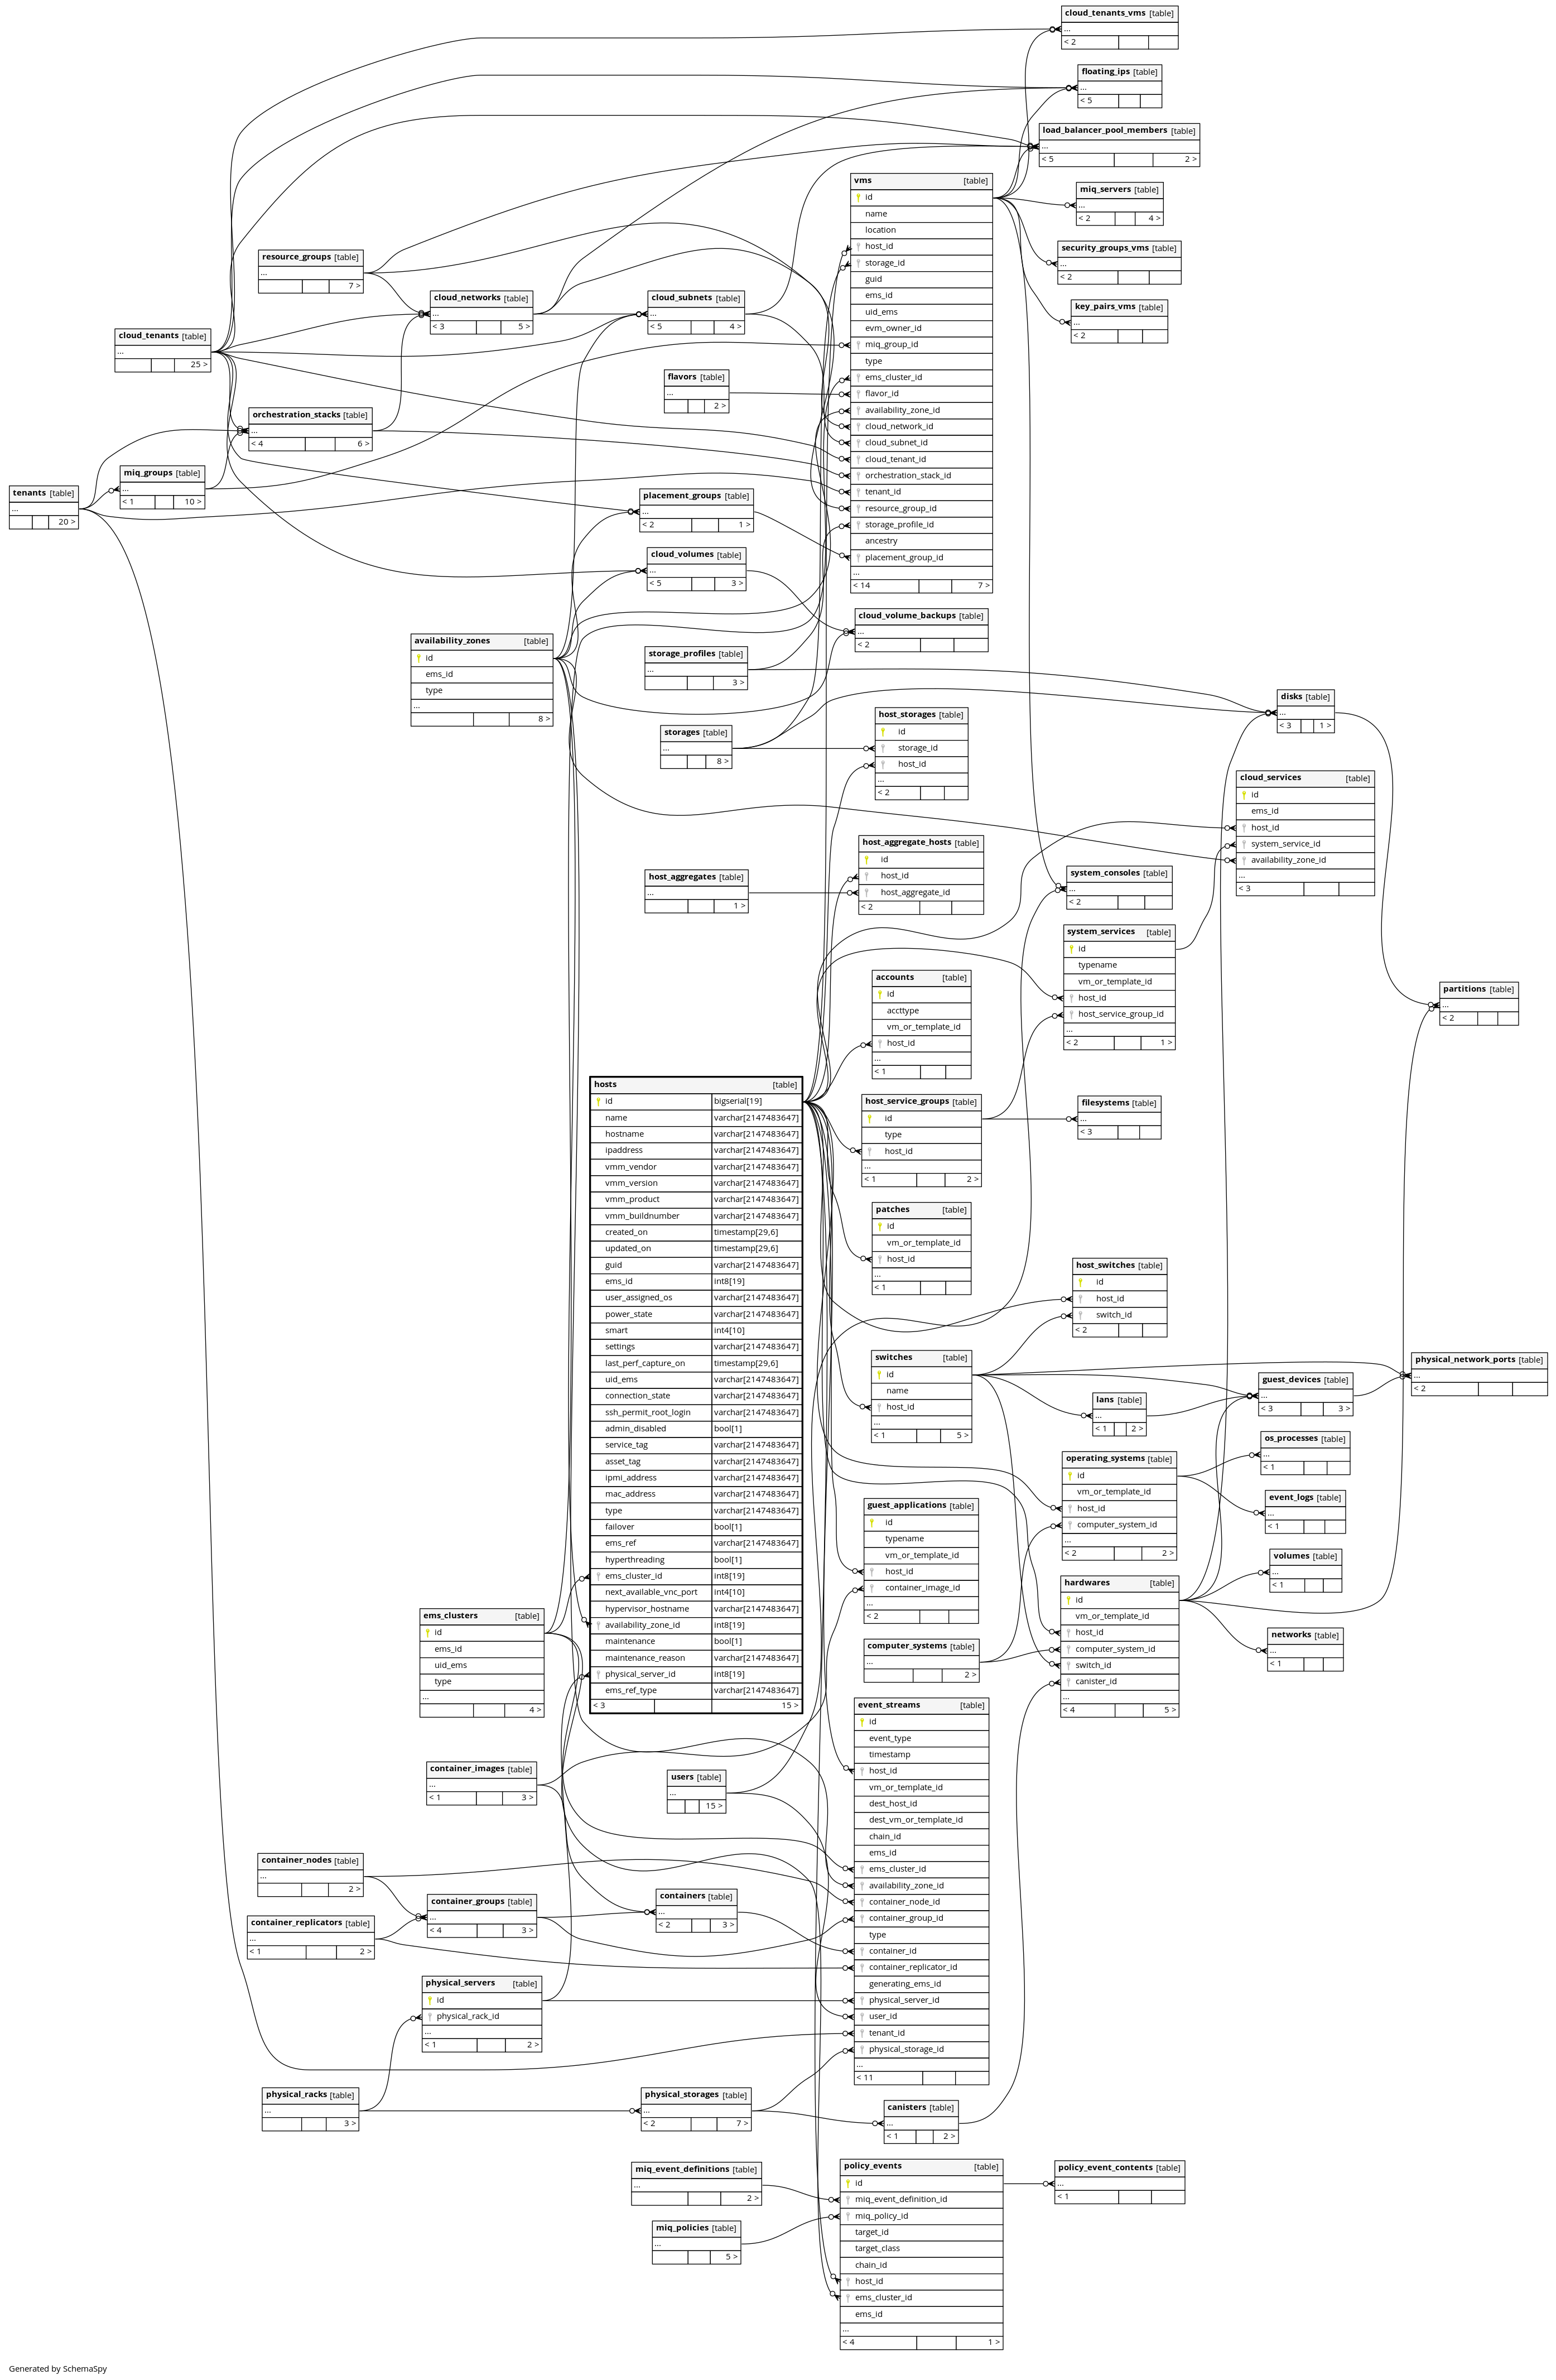 cloud_tenants_vms [table]
...
< 2
floating_ips [table]
...
< 5
load_balancer_pool_members [table]
...
< 5 2 >
vms [table]
id
name
location
host_id
storage_id
guid
ems_id
uid_ems
evm_owner_id
miq_group_id
type
ems_cluster_id
flavor_id
availability_zone_id
cloud_network_id
cloud_subnet_id
cloud_tenant_id
orchestration_stack_id
tenant_id
resource_group_id
storage_profile_id
ancestry
placement_group_id
...
< 14 7 >
miq_servers [table]
...
< 2 4 >
security_groups_vms [table]
...
< 2
key_pairs_vms [table]
...
< 2
resource_groups [table]
...
7 >
cloud_networks [table]
...
< 3 5 >
cloud_subnets [table]
...
< 5 4 >
cloud_tenants [table]
...
25 >
flavors [table]
...
2 >
orchestration_stacks [table]
...
< 4 6 >
miq_groups [table]
...
< 1 10 >
tenants [table]
...
20 >
placement_groups [table]
...
< 2 1 >
cloud_volumes [table]
...
< 5 3 >
cloud_volume_backups [table]
...
< 2
availability_zones [table]
id
ems_id
type
...
8 >
storage_profiles [table]
...
3 >
storages [table]
...
8 >
host_storages [table]
id
storage_id
host_id
...
< 2
disks [table]
...
< 3 1 >
cloud_services [table]
id
ems_id
host_id
system_service_id
availability_zone_id
...
< 3
host_aggregate_hosts [table]
id
host_id
host_aggregate_id
< 2
host_aggregates [table]
...
1 >
system_consoles [table]
...
< 2
system_services [table]
id
typename
vm_or_template_id
host_id
host_service_group_id
...
< 2 1 >
accounts [table]
id
accttype
vm_or_template_id
host_id
...
< 1
partitions [table]
...
< 2
hosts [table]
id bigserial[19]
name varchar[2147483647]
hostname varchar[2147483647]
ipaddress varchar[2147483647]
vmm_vendor varchar[2147483647]
vmm_version varchar[2147483647]
vmm_product varchar[2147483647]
vmm_buildnumber varchar[2147483647]
created_on timestamp[29,6]
updated_on timestamp[29,6]
guid varchar[2147483647]
ems_id int8[19]
user_assigned_os varchar[2147483647]
power_state varchar[2147483647]
smart int4[10]
settings varchar[2147483647]
last_perf_capture_on timestamp[29,6]
uid_ems varchar[2147483647]
connection_state varchar[2147483647]
ssh_permit_root_login varchar[2147483647]
admin_disabled bool[1]
service_tag varchar[2147483647]
asset_tag varchar[2147483647]
ipmi_address varchar[2147483647]
mac_address varchar[2147483647]
type varchar[2147483647]
failover bool[1]
ems_ref varchar[2147483647]
hyperthreading bool[1]
ems_cluster_id int8[19]
next_available_vnc_port int4[10]
hypervisor_hostname varchar[2147483647]
availability_zone_id int8[19]
maintenance bool[1]
maintenance_reason varchar[2147483647]
physical_server_id int8[19]
ems_ref_type varchar[2147483647]
< 3 15 >
host_service_groups [table]
id
type
host_id
...
< 1 2 >
filesystems [table]
...
< 3
patches [table]
id
vm_or_template_id
host_id
...
< 1
host_switches [table]
id
host_id
switch_id
< 2
switches [table]
id
name
host_id
...
< 1 5 >
lans [table]
...
< 1 2 >
guest_devices [table]
...
< 3 3 >
physical_network_ports [table]
...
< 2
operating_systems [table]
id
vm_or_template_id
host_id
computer_system_id
...
< 2 2 >
os_processes [table]
...
< 1
event_logs [table]
...
< 1
guest_applications [table]
id
typename
vm_or_template_id
host_id
container_image_id
...
< 2
hardwares [table]
id
vm_or_template_id
host_id
computer_system_id
switch_id
canister_id
...
< 4 5 >
volumes [table]
...
< 1
networks [table]
...
< 1
computer_systems [table]
...
2 >
ems_clusters [table]
id
ems_id
uid_ems
type
...
4 >
event_streams [table]
id
event_type
timestamp
host_id
vm_or_template_id
dest_host_id
dest_vm_or_template_id
chain_id
ems_id
ems_cluster_id
availability_zone_id
container_node_id
container_group_id
type
container_id
container_replicator_id
generating_ems_id
physical_server_id
user_id
tenant_id
physical_storage_id
...
< 11
container_images [table]
...
< 1 3 >
users [table]
...
15 >
container_nodes [table]
...
2 >
container_groups [table]
...
< 4 3 >
containers [table]
...
< 2 3 >
container_replicators [table]
...
< 1 2 >
physical_servers [table]
id
physical_rack_id
...
< 1 2 >
physical_racks [table]
...
3 >
physical_storages [table]
...
< 2 7 >
canisters [table]
...
< 1 2 >
miq_event_definitions [table]
...
2 >
miq_policies [table]
...
5 >
policy_events [table]
id
miq_event_definition_id
miq_policy_id
target_id
target_class
chain_id
host_id
ems_cluster_id
ems_id
...
< 4 1 >
policy_event_contents [table]
...
< 1
Generated by SchemaSpy